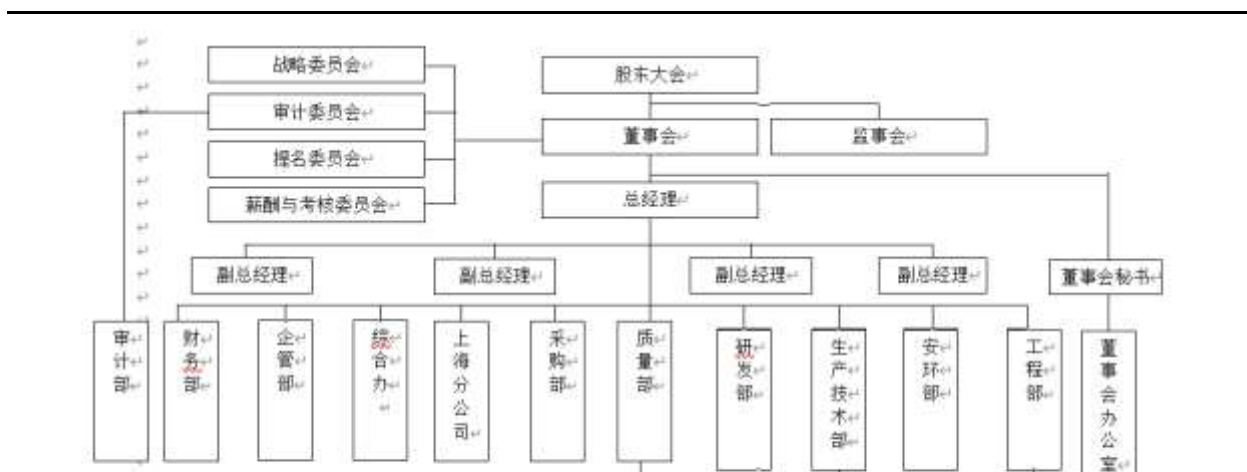 战略委员会
股东大会
审计委员会
董事会
监事会
提名委员会
总经理
薪酬与考核委员会
副总经理
副总经理
副总经理
副总经理
董事会秘书
审计部
财务部
企管部
综合办
上海分公司
采购部
质量部
研发部
生产技术部
安环部
工程部
董事会办公室